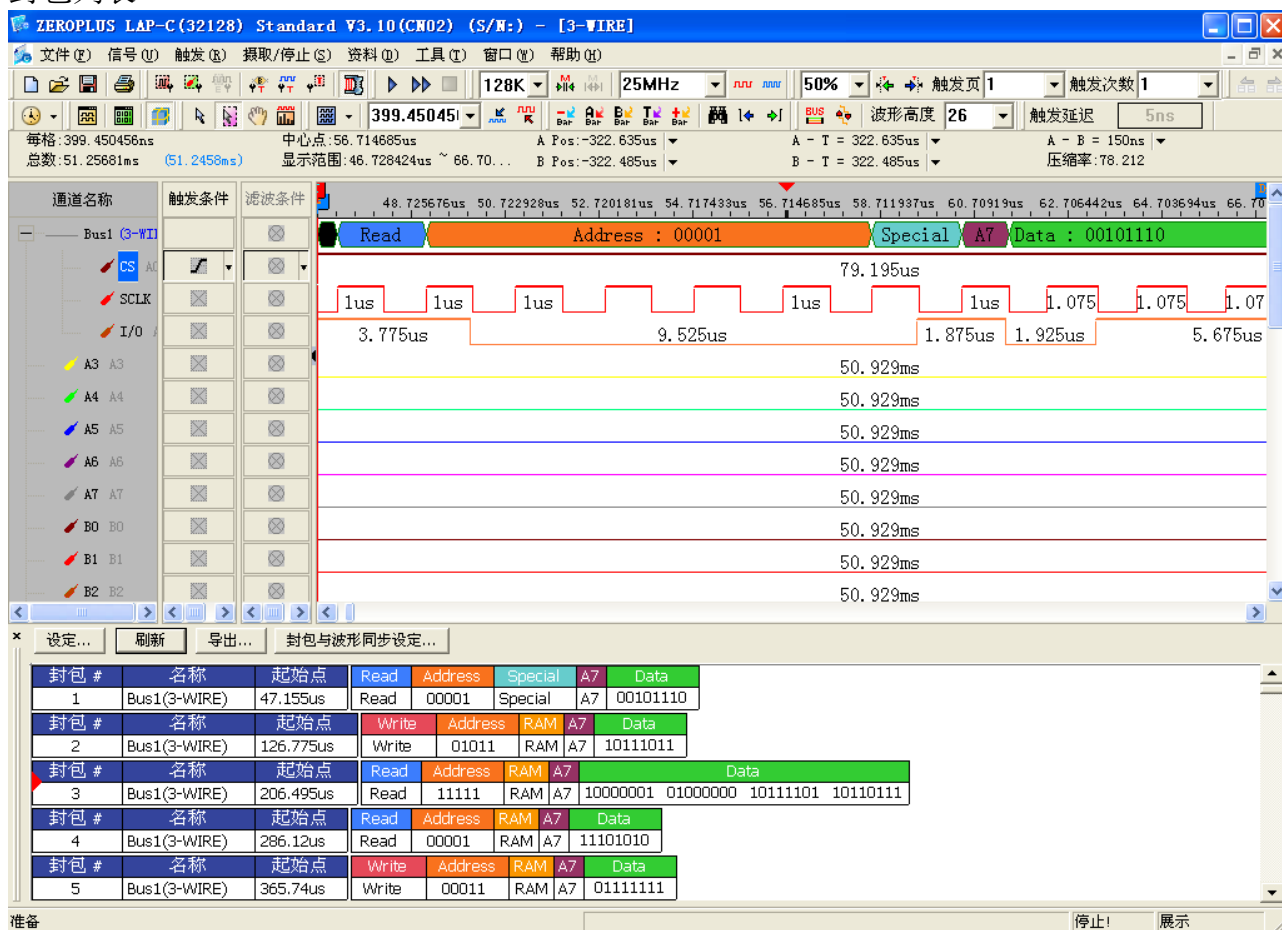 ZEROPLUS LAP-C(32128) Standard V3.10(CN02) (S/N:) - [3-WIRE]
文件(F) 信号(U) 触发(R) 摄取/停止(S) 资料(D) 工具(T) 窗口(W) 帮助(H)
128K 25MHz 50% 触发页 1 触发次数 1
399.45045 波形高度 26 触发延迟 5ns
每格:399.450456ns 中心点:56.714685us A Pos:-322.635us A - T = 322.635us A - B = 150ns
总数:51.25681ms (51.2458ms) 显示范围:46.728424us ~ 66.70... B Pos:-322.485us B - T = 322.485us 压缩率:78.212
通道名称 触发条件 滤波条件 48.725676us 50.722928us 52.720181us 54.717433us 56.714685us 58.711937us 60.70919us 62.706442us 64.703694us 66.70
Bus1 (3-WI Read Address : 00001 Special A7 Data : 00101110
CS A0 79.195us
SCLK 1us 1us 1us 1us 1us 1.075 1.075 1.07
I/O 3.775us 9.525us 1.875us 1.925us 5.675us
A3 A3 50.929ms
A4 A4 50.929ms
A5 A5 50.929ms
A6 A6 50.929ms
A7 A7 50.929ms
B0 B0 50.929ms
B1 B1 50.929ms
B2 B2 50.929ms
设定... 刷新 导出... 封包与波形同步设定...
封包 # 名称 起始点 Read Address Special A7 Data
1 Bus1(3-WIRE) 47.155us Read 00001 Special A7 00101110
封包 # 名称 起始点 Write Address RAM A7 Data
2 Bus1(3-WIRE) 126.775us Write 01011 RAM A7 10111011
封包 # 名称 起始点 Read Address RAM A7 Data
3 Bus1(3-WIRE) 206.495us Read 11111 RAM A7 10000001 01000000 10111101 10110111
封包 # 名称 起始点 Read Address RAM A7 Data
4 Bus1(3-WIRE) 286.12us Read 00001 RAM A7 11101010
封包 # 名称 起始点 Write Address RAM A7 Data
5 Bus1(3-WIRE) 365.74us Write 00011 RAM A7 01111111
准备 停止! 展示